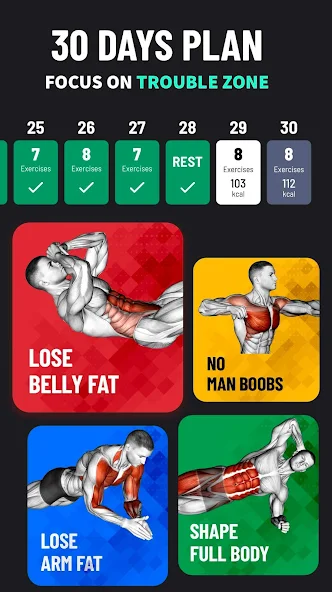 30 DAYS PLAN
FOCUS ON TROUBLE ZONE
25 26 27 28 29 30
7 8 7 REST 8 8
Exercises Exercises Exercises Exercises Exercises
103 112
kcal kcal
LOSE
BELLY FAT
NO
MAN BOOBS
LOSE
ARM FAT
SHAPE
FULL BODY